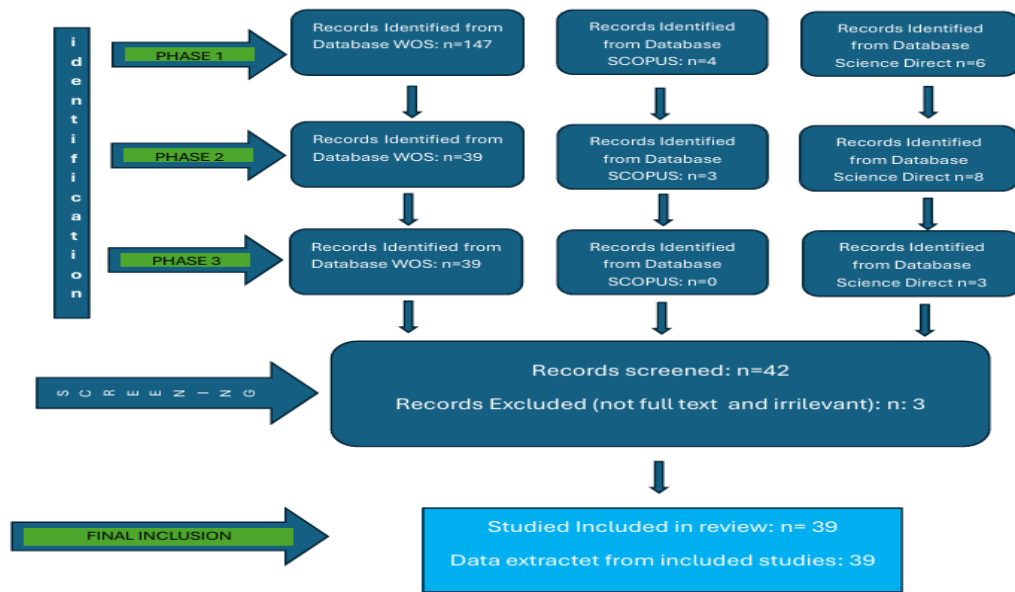 identification
PHASE 1
Records Identified from
Database WOS: n=147
Records Identified
from Database
SCOPUS: n=4
Records Identified
from Database
Science Direct n=6
PHASE 2
Records Identified from
Database WOS: n=39
Records Identified
from Database
SCOPUS: n=3
Records Identified
from Database
Science Direct n=8
PHASE 3
Records Identified from
Database WOS: n=39
Records Identified
from Database
SCOPUS: n=0
Records Identified
from Database
Science Direct n=3
SCREENING
Records screened: n=42
Records Excluded (not full text and irrilevant): n: 3
FINAL INCLUSION
Studied Included in review: n= 39
Data extractet from included studies: 39